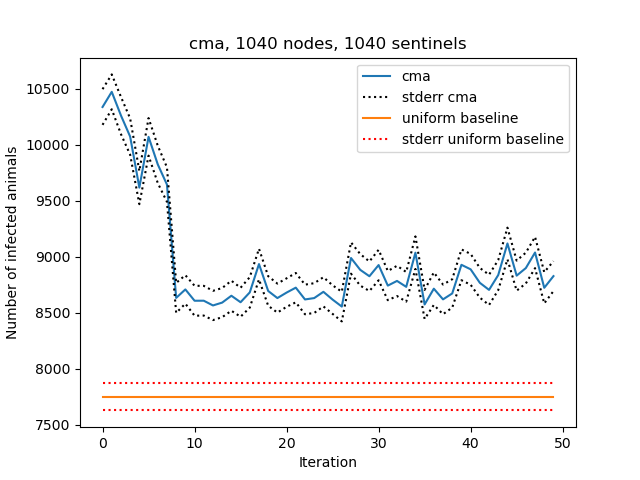 cma, 1040 nodes, 1040 sentinels
cma
stderr cma
uniform baseline
stderr uniform baseline
Number of infected animals
10500
10000
9500
9000
8500
8000
7500
0 10 20 30 40 50
Iteration